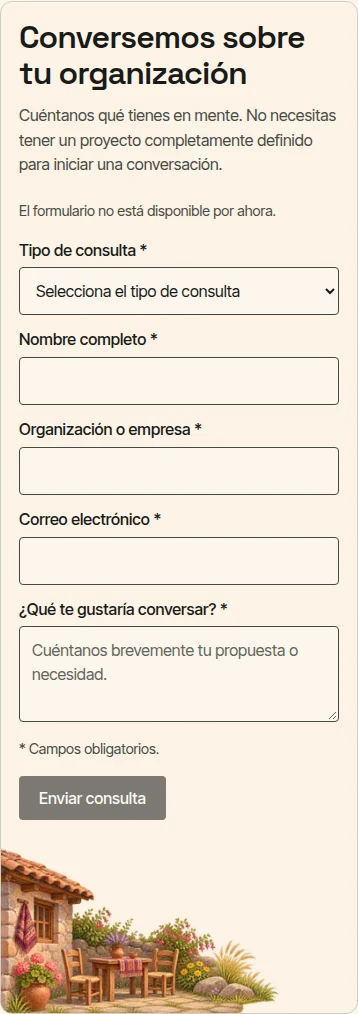 Conversemos sobre
tu organización
Cuéntanos qué tienes en mente. No necesitas
tener un proyecto completamente definido
para iniciar una conversación.
El formulario no está disponible por ahora.
Tipo de consulta *
Selecciona el tipo de consulta
Nombre completo *
Organización o empresa *
Correo electrónico *
¿Qué te gustaría conversar? *
Cuéntanos brevemente tu propuesta o
necesidad.
* Campos obligatorios.
Enviar consulta